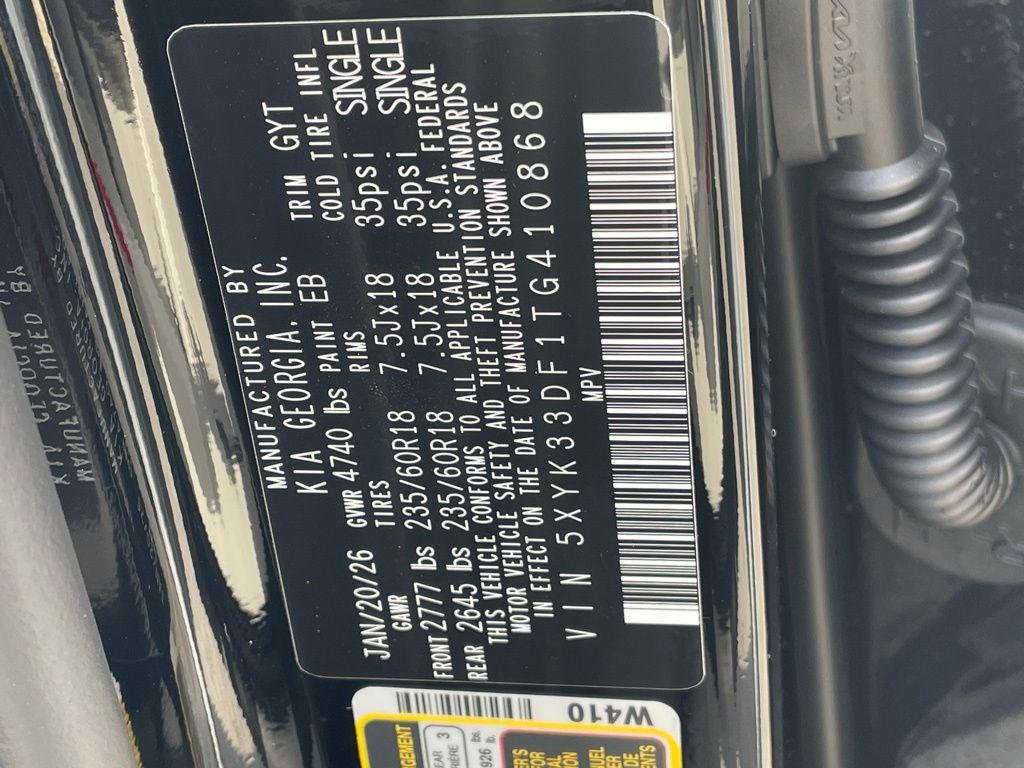 MANUFACTURED BY
KIA GEORGIA, INC.
JAN/20/26 GVWR 4740 lbs PAINT EB TRIM GYT
GAWR TIRES RIMS COLD TIRE INFL
FRONT 2777 lbs 235/60R18 7.5Jx18 35psi SINGLE
REAR 2645 lbs 235/60R18 7.5Jx18 35psi SINGLE
THIS VEHICLE CONFORMS TO ALL APPLICABLE U.S.A. FEDERAL
MOTOR VEHICLE SAFETY AND THEFT PREVENTION STANDARDS
IN EFFECT ON THE DATE OF MANUFACTURE SHOWN ABOVE
VIN 5XYK33DF1TG410868
MPV
W410
MANUFACTURED BY